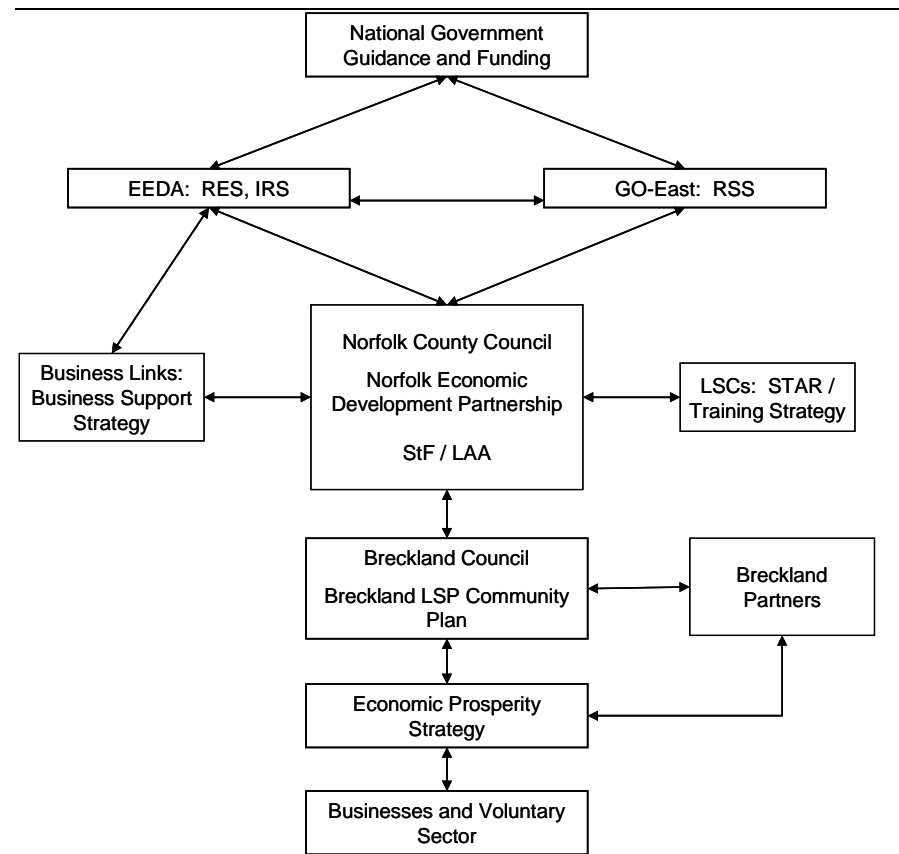 National Government
Guidance and Funding
EEDA: RES, IRS
GO-East: RSS
Norfolk County Council
Norfolk Economic
Development Partnership
StF / LAA
Business Links:
Business Support
Strategy
LSCs: STAR /
Training Strategy
Breckland Council
Breckland LSP Community
Plan
Breckland
Partners
Economic Prosperity
Strategy
Businesses and Voluntary
Sector